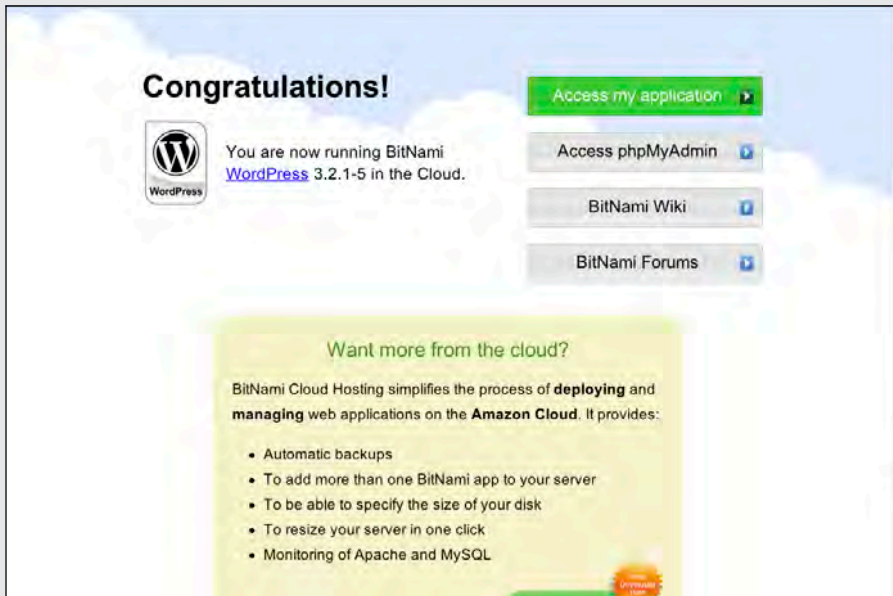 Congratulations!
You are now running BitNami
WordPress 3.2.1-5 in the Cloud.
WordPress
Access my application
Access phpMyAdmin
BitNami Wiki
BitNami Forums
Want more from the cloud?
BitNami Cloud Hosting simplifies the process of deploying and
managing web applications on the Amazon Cloud. It provides:
• Automatic backups
• To add more than one BitNami app to your server
• To be able to specify the size of your disk
• To resize your server in one click
• Monitoring of Apache and MySQL